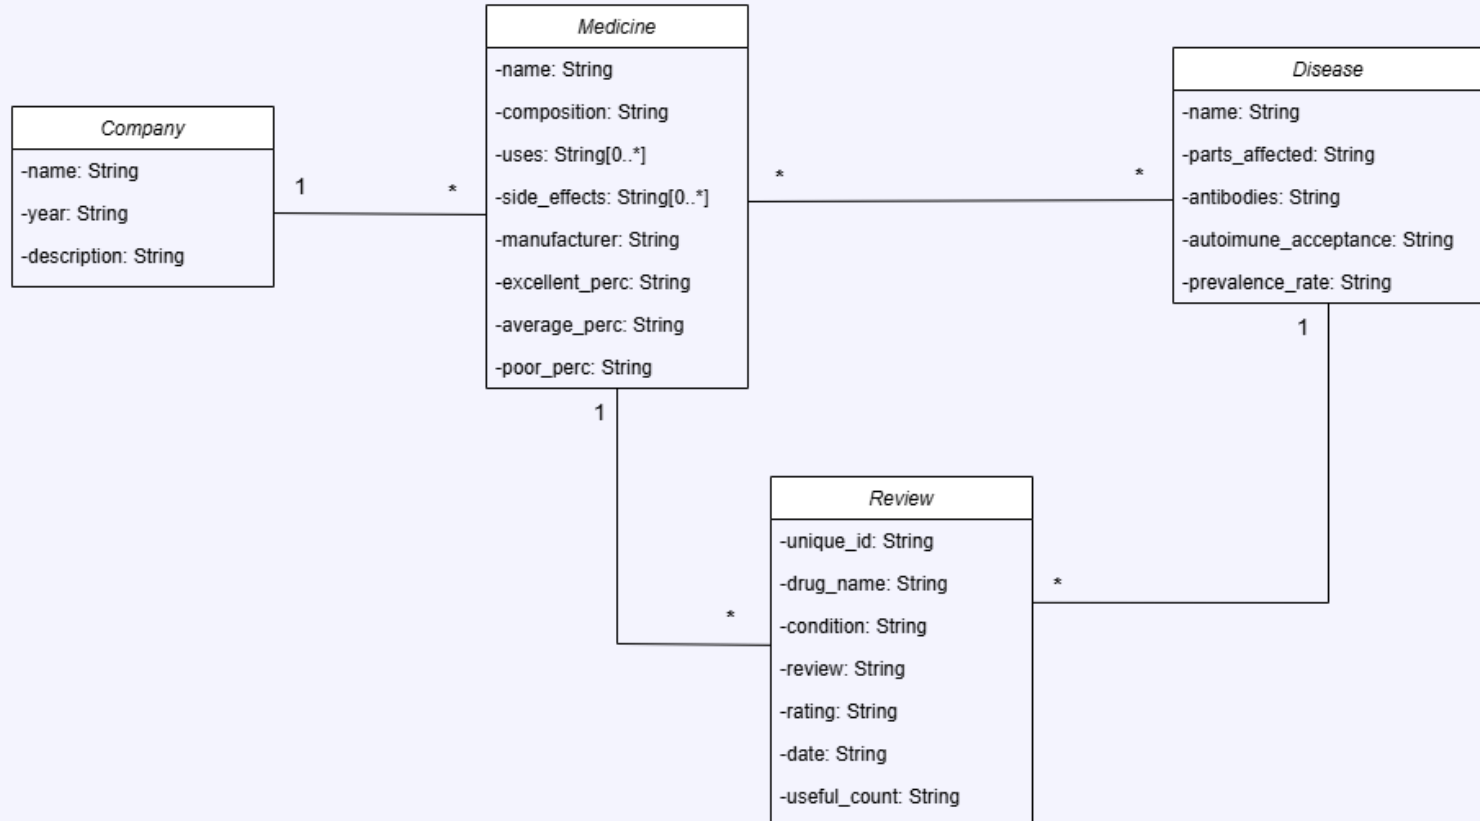 Company
-name: String
-year: String
-description: String
1
*
Medicine
-name: String
-composition: String
-uses: String[0..*]
-side_effects: String[0..*]
-manufacturer: String
-excellent_perc: String
-average_perc: String
-poor_perc: String
*
*
Disease
-name: String
-parts_affected: String
-antibodies: String
-autoimune_acceptance: String
-prevalence_rate: String
1
1
*
*
Review
-unique_id: String
-drug_name: String
-condition: String
-review: String
-rating: String
-date: String
-useful_count: String